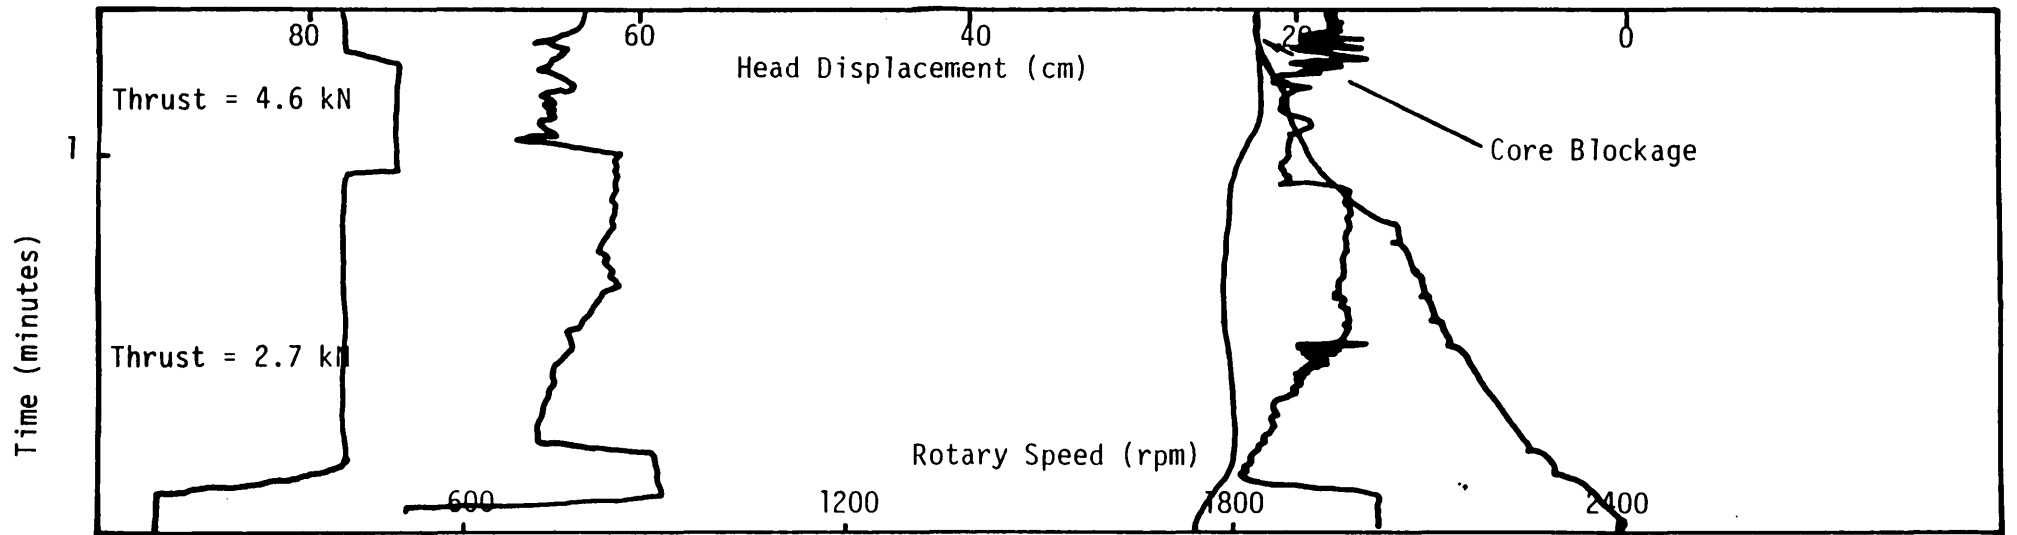 80 60 40 20 0
Head Displacement (cm)
Thrust = 4.6 kN
1
Core Blockage
Time (minutes)
Thrust = 2.7 kN
Rotary Speed (rpm)
600 1200 1800 2400